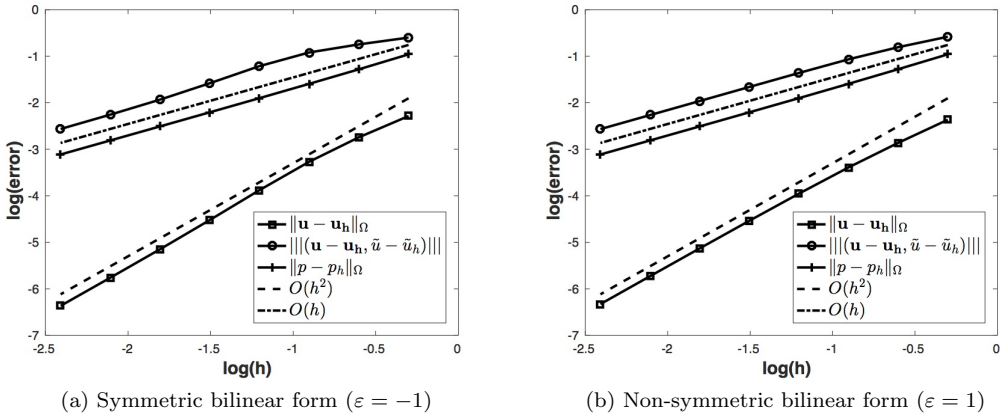 0
-1
-2
-3
-4
-5
-6
-7
log(error)
‖u − u_h‖_Ω
|||(u − u_h, ũ − ũ_h)|||
‖p − p_h‖_Ω
O(h²)
O(h)
-2.5 -2 -1.5 -1 -0.5 0
log(h)
(a) Symmetric bilinear form (ε = −1)
0
-1
-2
-3
-4
-5
-6
-7
log(error)
‖u − u_h‖_Ω
|||(u − u_h, ũ − ũ_h)|||
‖p − p_h‖_Ω
O(h²)
O(h)
-2.5 -2 -1.5 -1 -0.5 0
log(h)
(b) Non-symmetric bilinear form (ε = 1)